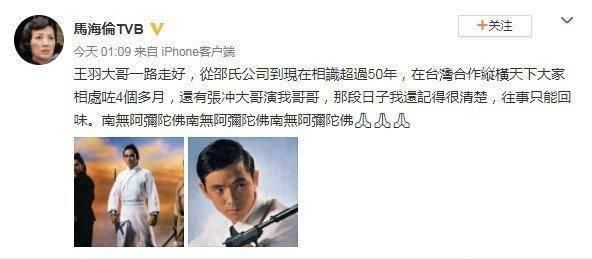 馬海倫TVB
+关注
今天 01:09 来自 iPhone客户端
王羽大哥一路走好，從邵氏公司到現在相識超過50年，在台灣合作縱橫天下大家
相處咗4個多月，還有張冲大哥演我哥哥，那段日子我還記得很清楚，往事只能回
味。南無阿彌陀佛南無阿彌陀佛南無阿彌陀佛🙏🙏🙏